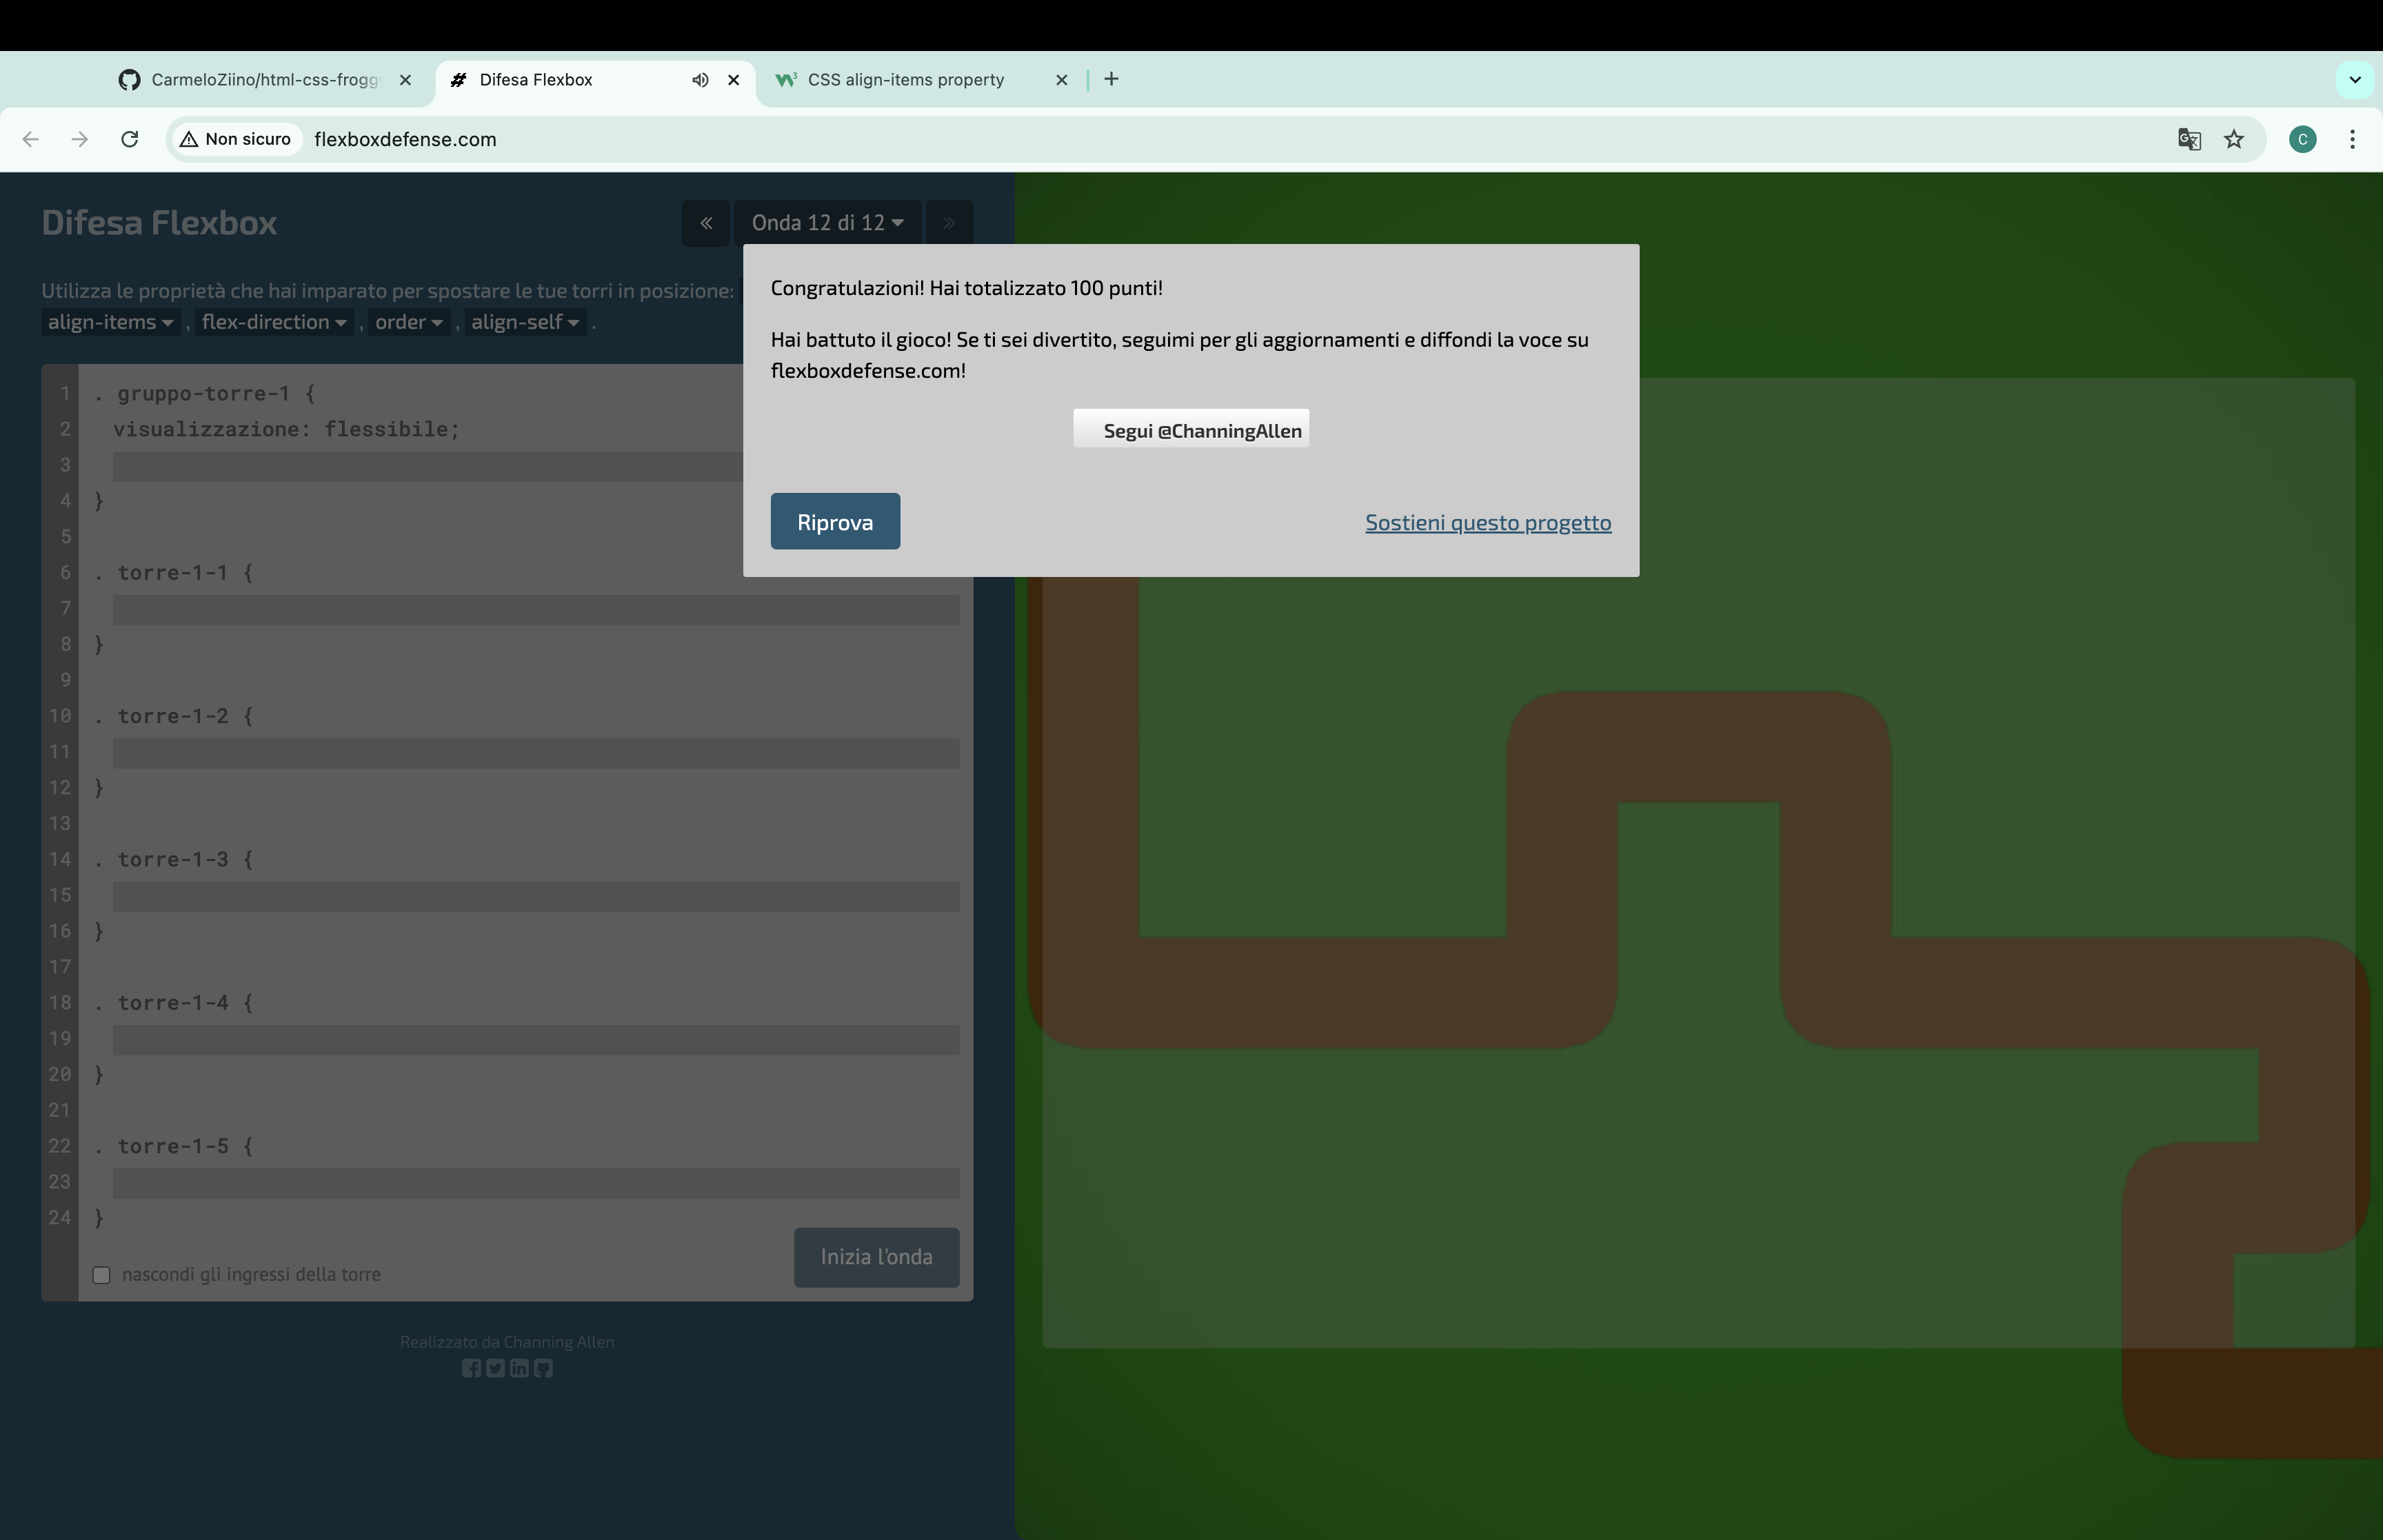 CarmeloZiino/html-css-frogg
Difesa Flexbox
CSS align-items property
Non sicuro
flexboxdefense.com
C
Difesa Flexbox
Onda 12 di 12
Utilizza le proprietà che hai imparato per spostare le tue torri in posizione:
align-items , flex-direction , order , align-self .
Congratulazioni! Hai totalizzato 100 punti!
Hai battuto il gioco! Se ti sei divertito, seguimi per gli aggiornamenti e diffondi la voce su
flexboxdefense.com!
Segui @ChanningAllen
Riprova
Sostieni questo progetto
1 . gruppo-torre-1 {
2 visualizzazione: flessibile;
3
4 }
5
6 . torre-1-1 {
7
8 }
9
10 . torre-1-2 {
11
12 }
13
14 . torre-1-3 {
15
16 }
17
18 . torre-1-4 {
19
20 }
21
22 . torre-1-5 {
23
24 }
Inizia l'onda
nascondi gli ingressi della torre
Realizzato da Channing Allen